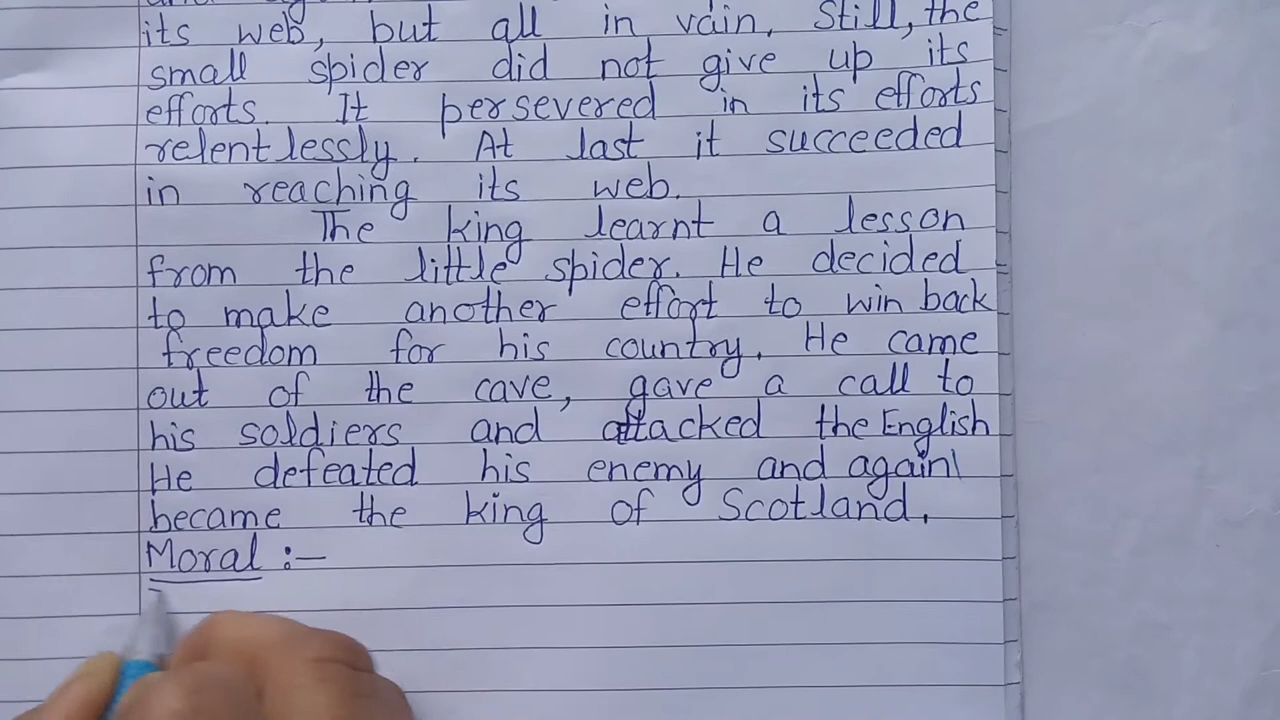 its web, but all in vain. Still, the
small spider did not give up its
efforts. It persevered in its efforts
relentlessly. At last it succeeded
in reaching its web.
The king learnt a lesson
from the little spider. He decided
to make another effort to win back
freedom for his country. He came
out of the cave, gave a call to
his soldiers and attacked the English
He defeated his enemy and again
became the king of Scotland.
Moral :-